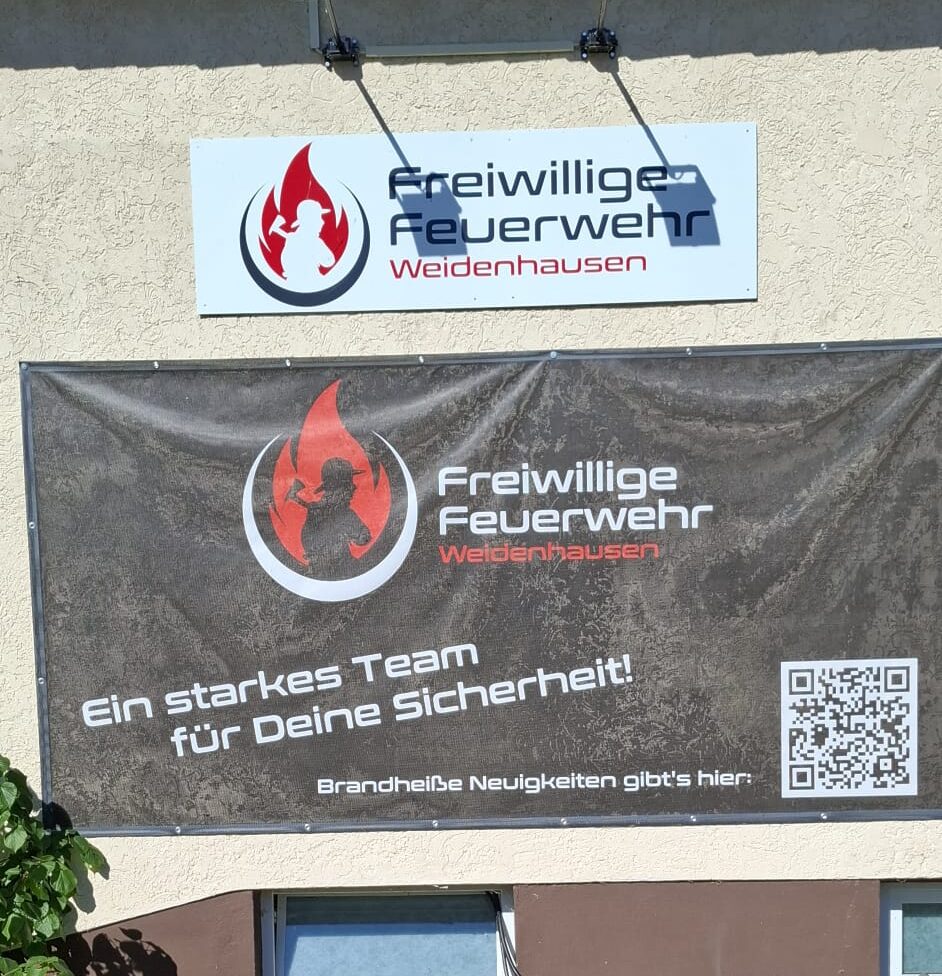 Freiwillige
Feuerwehr
Weidenhausen
Freiwillige
Feuerwehr
Weidenhausen
Ein starkes Team
für Deine Sicherheit!
Brandheiße Neuigkeiten gibt's hier: